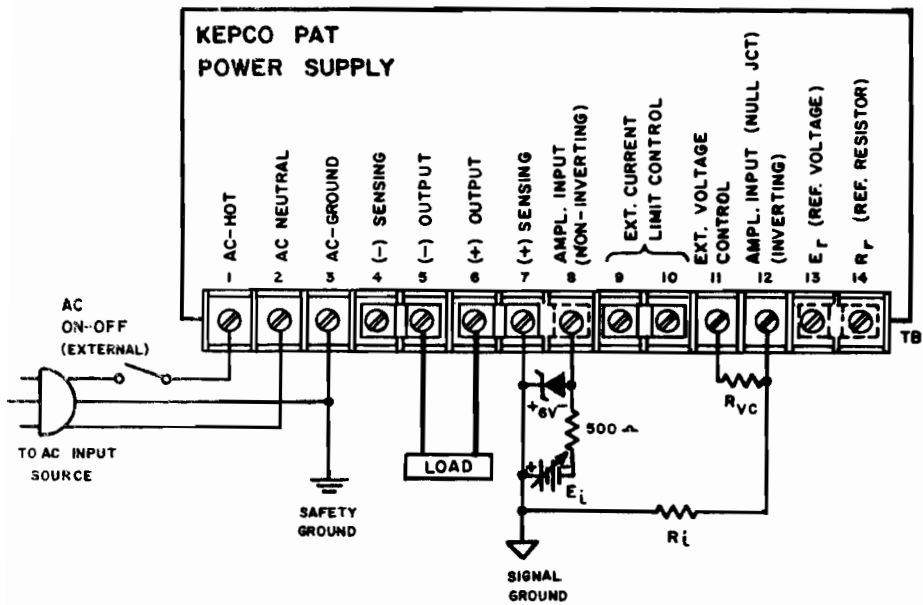 KEPCO PAT
POWER SUPPLY
AC-HOT
AC NEUTRAL
AC-GROUND
(-) SENSING
(-) OUTPUT
(+) OUTPUT
(+) SENSING
AMPL. INPUT
(NON-INVERTING)
EXT. CURRENT
LIMIT CONTROL
EXT. VOLTAGE
CONTROL
AMPL. INPUT (NULL JCT)
(INVERTING)
Er (REF. VOLTAGE)
Rr (REF. RESISTOR)
1 2 3 4 5 6 7 8 9 10 11 12 13 14
TB
AC
ON-OFF
(EXTERNAL)
TO AC INPUT
SOURCE
SAFETY
GROUND
LOAD
+6V-
500 Ω
+ -
Ei
RVC
Ri
SIGNAL
GROUND